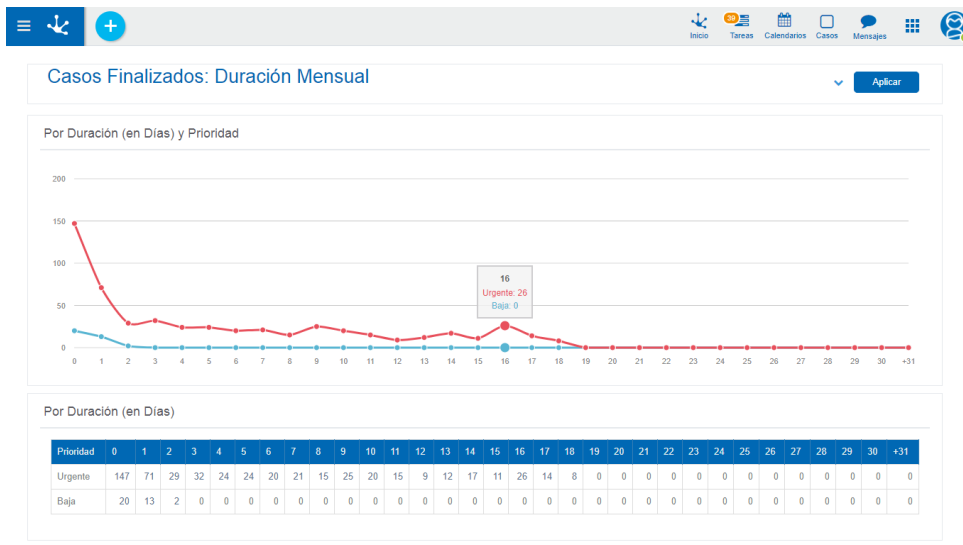 30
Inicio Tareas Calendarios Casos Mensajes
Casos Finalizados: Duración Mensual
Aplicar
Por Duración (en Días) y Prioridad
200
150
100
50
0
16
Urgente: 26
Baja: 0
0 1 2 3 4 5 6 7 8 9 10 11 12 13 14 15 16 17 18 19 20 21 22 23 24 25 26 27 28 29 30 +31
Por Duración (en Días)
Prioridad 0 1 2 3 4 5 6 7 8 9 10 11 12 13 14 15 16 17 18 19 20 21 22 23 24 25 26 27 28 29 30 +31
Urgente 147 71 29 32 24 24 20 21 15 25 20 15 9 12 17 11 26 14 8 0 0 0 0 0 0 0 0 0 0 0 0 0
Baja 20 13 2 0 0 0 0 0 0 0 0 0 0 0 0 0 0 0 0 0 0 0 0 0 0 0 0 0 0 0 0 0